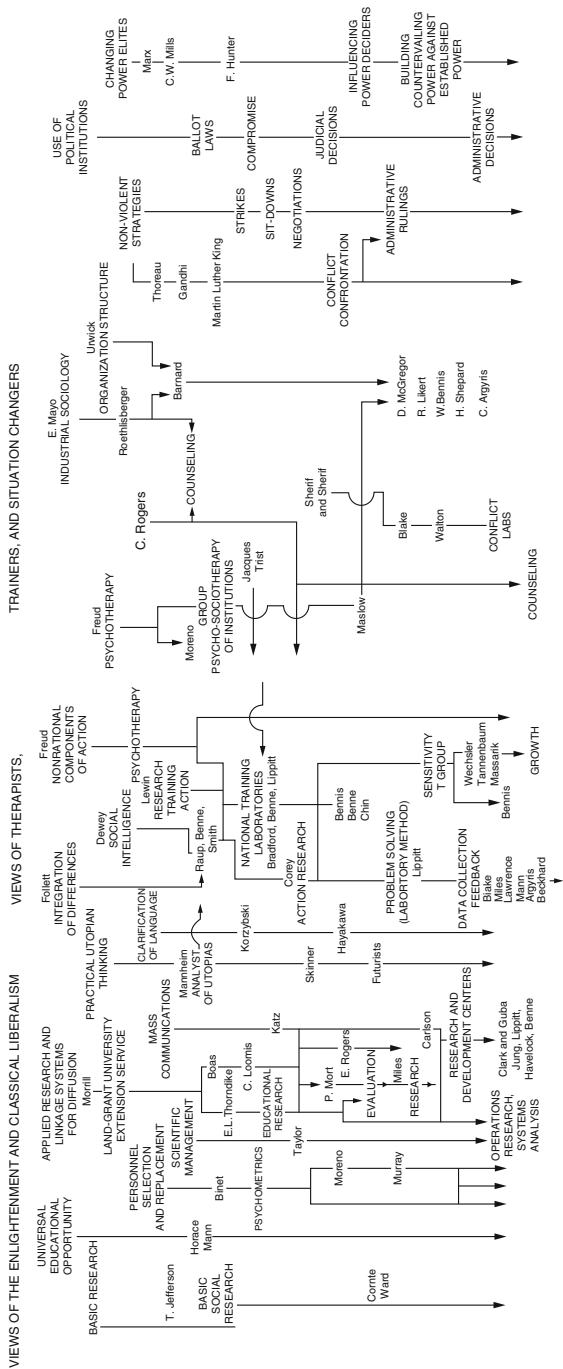 VIEWS OF THE ENLIGHTENMENT AND CLASSICAL LIBERALISM
VIEWS OF THERAPISTS,
TRAINERS, AND SITUATION CHANGERS
BASIC RESEARCH
T. Jefferson
BASIC
SOCIAL
RESEARCH
Cornte
Ward
UNIVERSAL
EDUCATIONAL
OPPORTUNITY
Horace
Mann
PERSONNEL
SELECTION
AND REPLACEMENT
Binet
PSYCHOMETRICS
Moreno
Murray
SCIENTIFIC
MANAGEMENT
Taylor
OPERATIONS
RESEARCH,
SYSTEMS
ANALYSIS
APPLIED RESEARCH AND
LINKAGE SYSTEMS
FOR DIFFUSION
Morrill
LAND-GRANT UNIVERSITY
EXTENSION SERVICE
Boas
E.L. Thorndike
C. Loomis
EDUCATIONAL
RESEARCH
P. Mort
E. Rogers
EVALUATION
Miles
RESEARCH
MASS
COMMUNICATIONS
Katz
Carlson
RESEARCH AND
DEVELOPMENT CENTERS
Clark and Guba
Jung, Lippitt,
Havelock, Benne
PRACTICAL UTOPIAN
THINKING
Mannheim
ANALYST
OF UTOPIAS
Skinner
Futurists
CLARIFICATION
OF LANGUAGE
Korzybski
Hayakawa
Follett
INTEGRATION
OF DIFFERENCES
Dewey
SOCIAL
INTELLIGENCE
Raup, Benne,
Smith
Lewin
RESEARCH
TRAINING
ACTION
Freud
NONRATIONAL
COMPONENTS
OF ACTION
PSYCHOTHERAPY
NATIONAL TRAINING
LABORATORIES
Bradford, Benne, Lippitt
Corey
ACTION RESEARCH
Bennis
Benne
Chin
PROBLEM SOLVING
(LABORTORY METHOD)
Lippitt
DATA COLLECTION
FEEDBACK
Blake
Miles
Lawrence
Mann
Argyris
Beckhard
SENSITIVITY
T GROUP
Bennis
Wechsler
Tannenbaum
Massarik
GROWTH
Freud
PSYCHOTHERAPY
Moreno
GROUP
PSYCHO-SOCIOTHERAPY
OF INSTITUTIONS
Jacques
Trist
Maslow
C. Rogers
COUNSELING
COUNSELING
E. Mayo
INDUSTRIAL SOCIOLOGY
Roethlisberger
Urwick
ORGANIZATION STRUCTURE
Barnard
Sherif
and Sherif
Blake
Walton
CONFLICT
LABS
D. McGregor
R. Likert
W.Bennis
H. Shepard
C. Argyris
NON-VIOLENT
STRATEGIES
Thoreau
Gandhi
Martin Luther King
CONFLICT
CONFRONTATION
STRIKES
SIT-DOWNS
NEGOTIATIONS
ADMINISTRATIVE
RULINGS
USE OF
POLITICAL
INSTITUTIONS
BALLOT
LAWS
COMPROMISE
JUDICIAL
DECISIONS
ADMINISTRATIVE
DECISIONS
CHANGING
POWER ELITES
Marx
C.W. Mills
F. Hunter
INFLUENCING
POWER DECIDERS
BUILDING
COUNTERVAILING
POWER AGAINST
ESTABLISHED
POWER